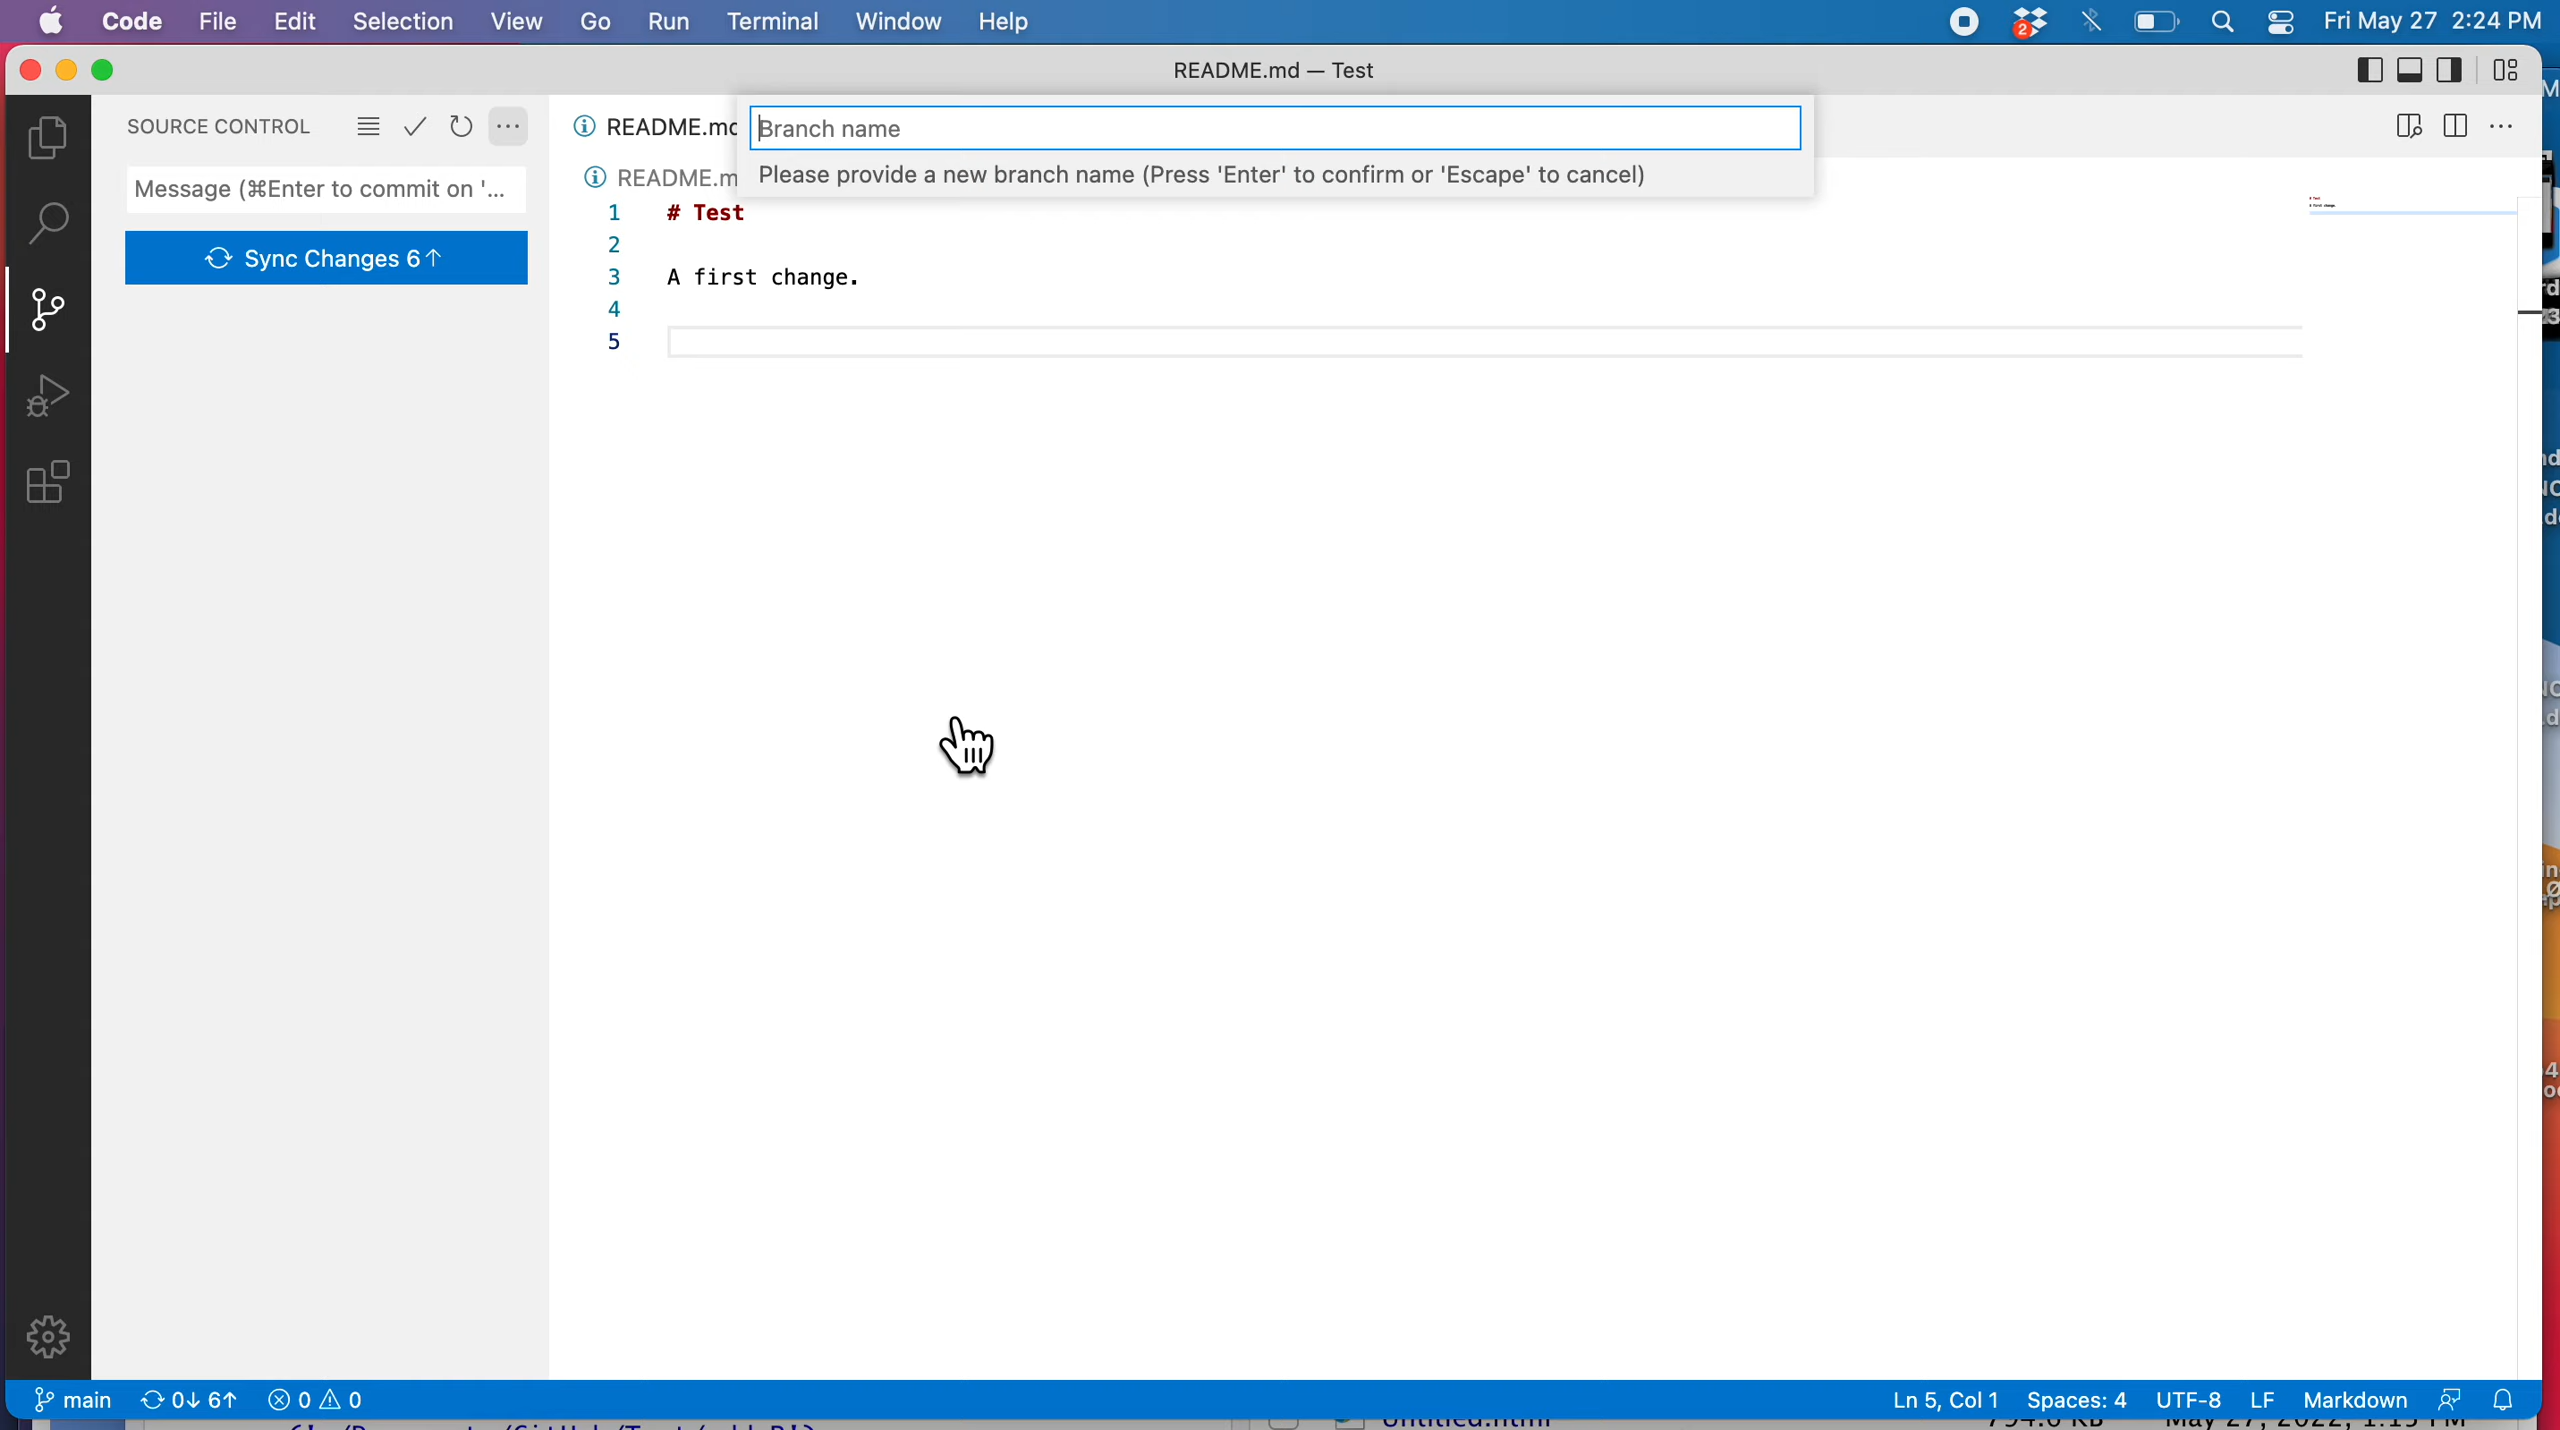 Code File Edit Selection View Go Run Terminal Window Help 2 Fri May 27 2:24 PM
README.md — Test
SOURCE CONTROL
README.md
Branch name
Message (⌘Enter to commit on '...
README.m
Please provide a new branch name (Press 'Enter' to confirm or 'Escape' to cancel)
Sync Changes 6↑
1 # Test
2
3 A first change.
4
5
main 0↓ 6↑ 0 0 Ln 5, Col 1 Spaces: 4 UTF-8 LF Markdown